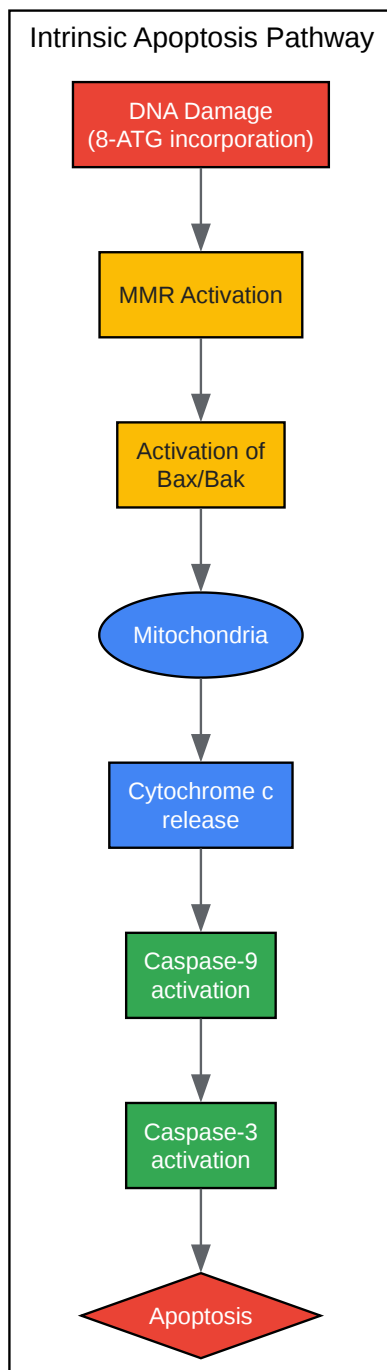 Intrinsic Apoptosis Pathway
DNA Damage
(8-ATG incorporation)
MMR Activation
Activation of
Bax/Bak
Mitochondria
Cytochrome c
release
Caspase-9
activation
Caspase-3
activation
Apoptosis